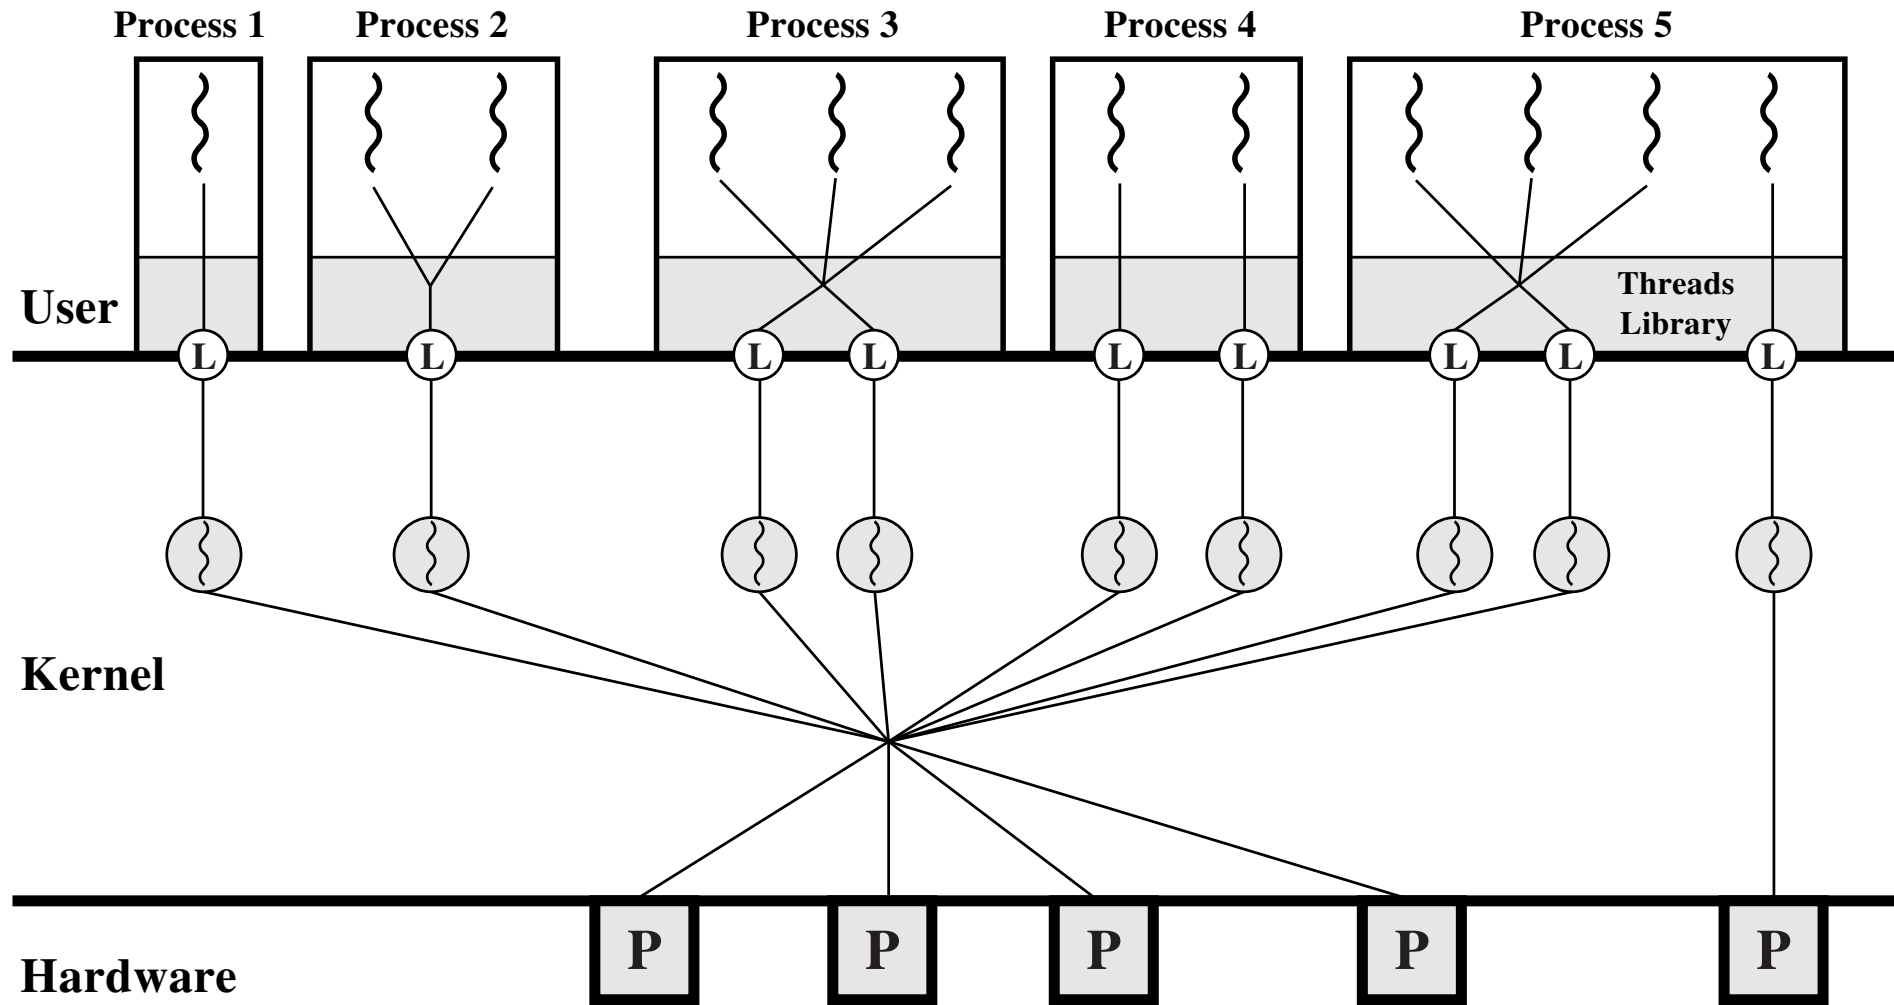 Process 1
Process 2
Process 3
Process 4
Process 5
Threads
Library
User
L
L
L
L
L
L
L
L
L
Kernel
P
P
P
P
P
Hardware